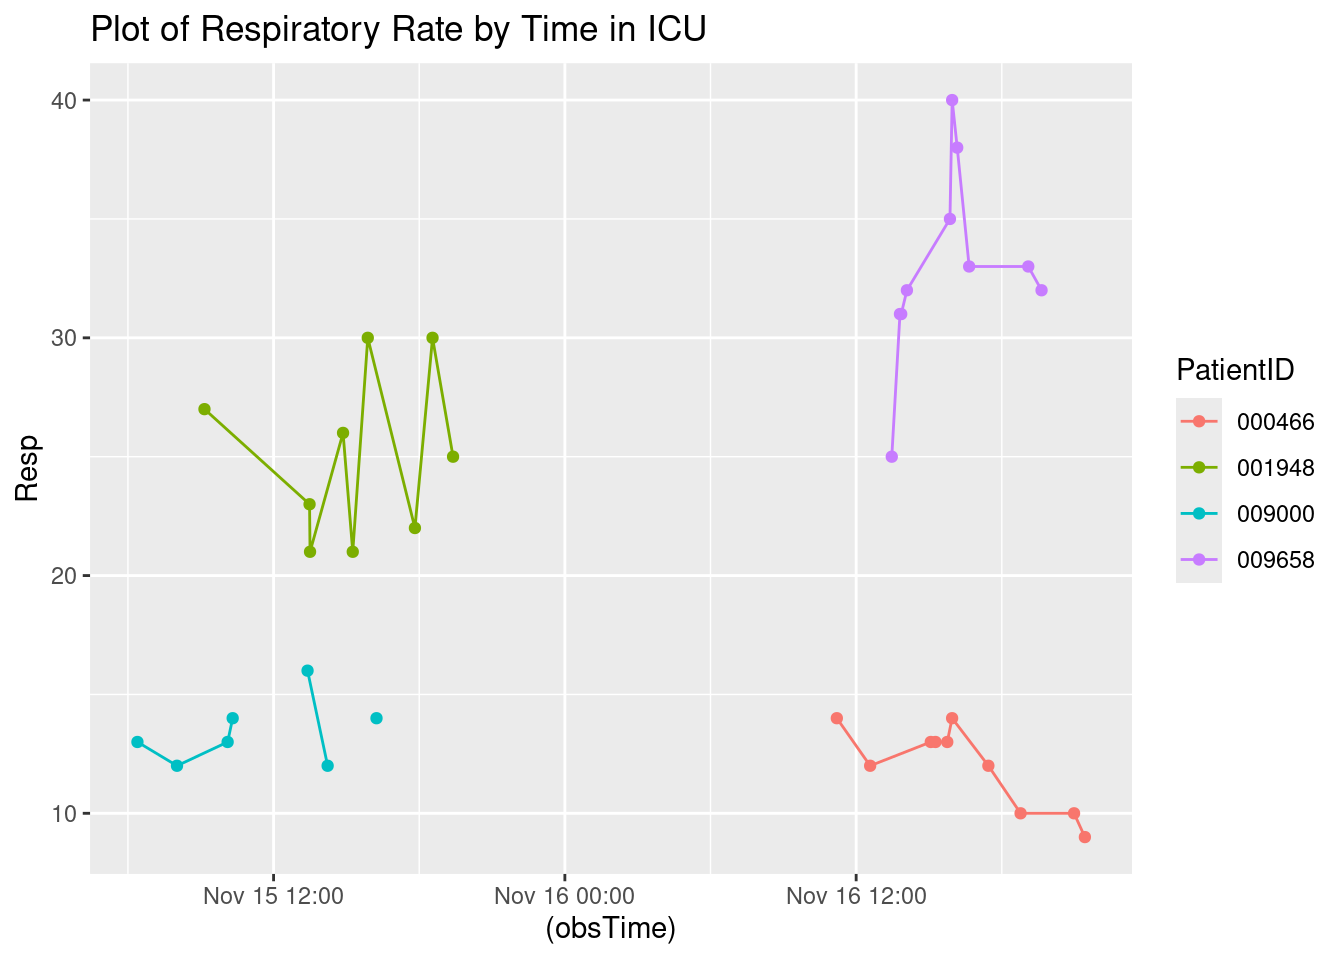 Plot of Respiratory Rate by Time in ICU
40
30
20
10
Resp
Nov 15 12:00
Nov 16 00:00
Nov 16 12:00
(obsTime)
PatientID
000466
001948
009000
009658